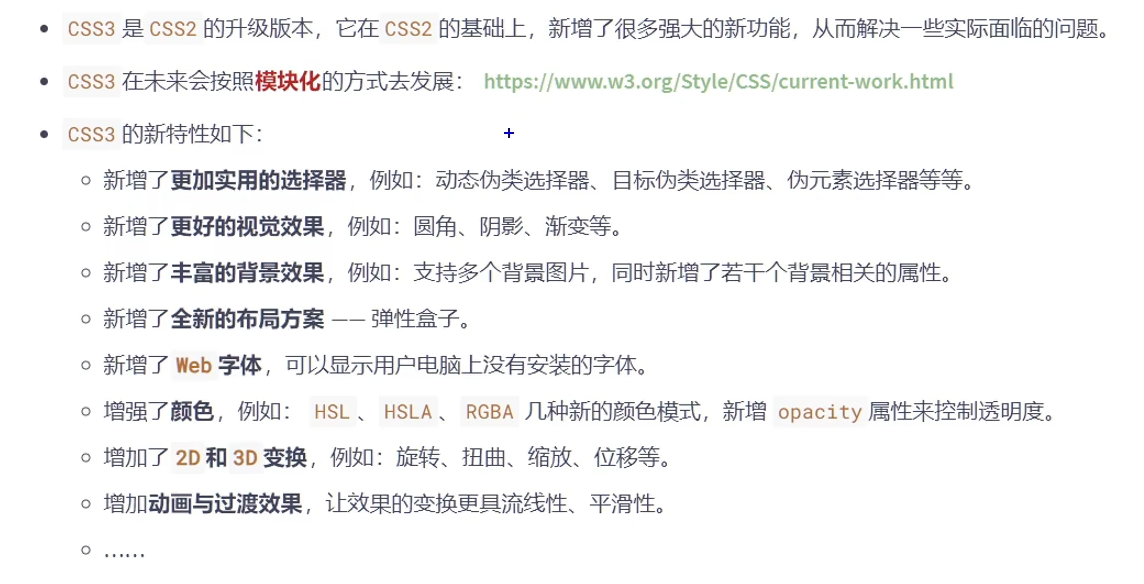 CSS3 是 CSS2 的升级版本，它在 CSS2 的基础上，新增了很多强大的新功能，从而解决一些实际面临的问题。
CSS3 在未来会按照模块化的方式去发展： https://www.w3.org/Style/CSS/current-work.html
CSS3 的新特性如下：
新增了更加实用的选择器，例如：动态伪类选择器、目标伪类选择器、伪元素选择器等等。
新增了更好的视觉效果，例如：圆角、阴影、渐变等。
新增了丰富的背景效果，例如：支持多个背景图片，同时新增了若干个背景相关的属性。
新增了全新的布局方案 —— 弹性盒子。
新增了 Web 字体，可以显示用户电脑上没有安装的字体。
增强了颜色，例如： HSL 、 HSLA 、 RGBA 几种新的颜色模式，新增 opacity 属性来控制透明度。
增加了 2D 和 3D 变换，例如：旋转、扭曲、缩放、位移等。
增加动画与过渡效果，让效果的变换更具流线性、平滑性。
……